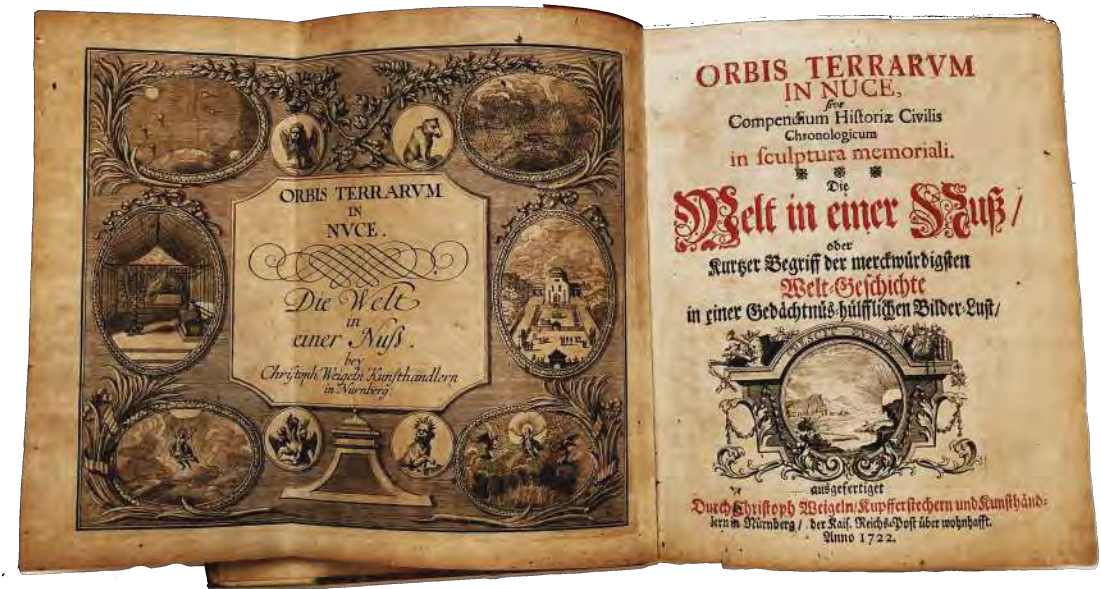 ORBIS TERRARVM
IN
NVCE.
Die Welt
in
einer Nuß.
bey
Christoph Weigeln Kunsthandlern
in Nürnberg
ORBIS TERRARVM
IN NUCE,
ſive
Compendium Hiſtoriæ Civilis
Chronologicum
in ſculptura memoriali.
Die
Welt in einer Nuß/
oder
Kurtzer Begriff der merckwürdigſten
Welt-Geſchichte
in einer Gedächtnüs-hülfflichen Bilder-Luſt/
ausgefertiget
Durch Chriſtoph Weigeln/Kupfferſtechern und Kunſthänd-
lern in Nürnberg/ der Kaiſ. Reichs-Poſt über wohnhafft.
Anno 1722.